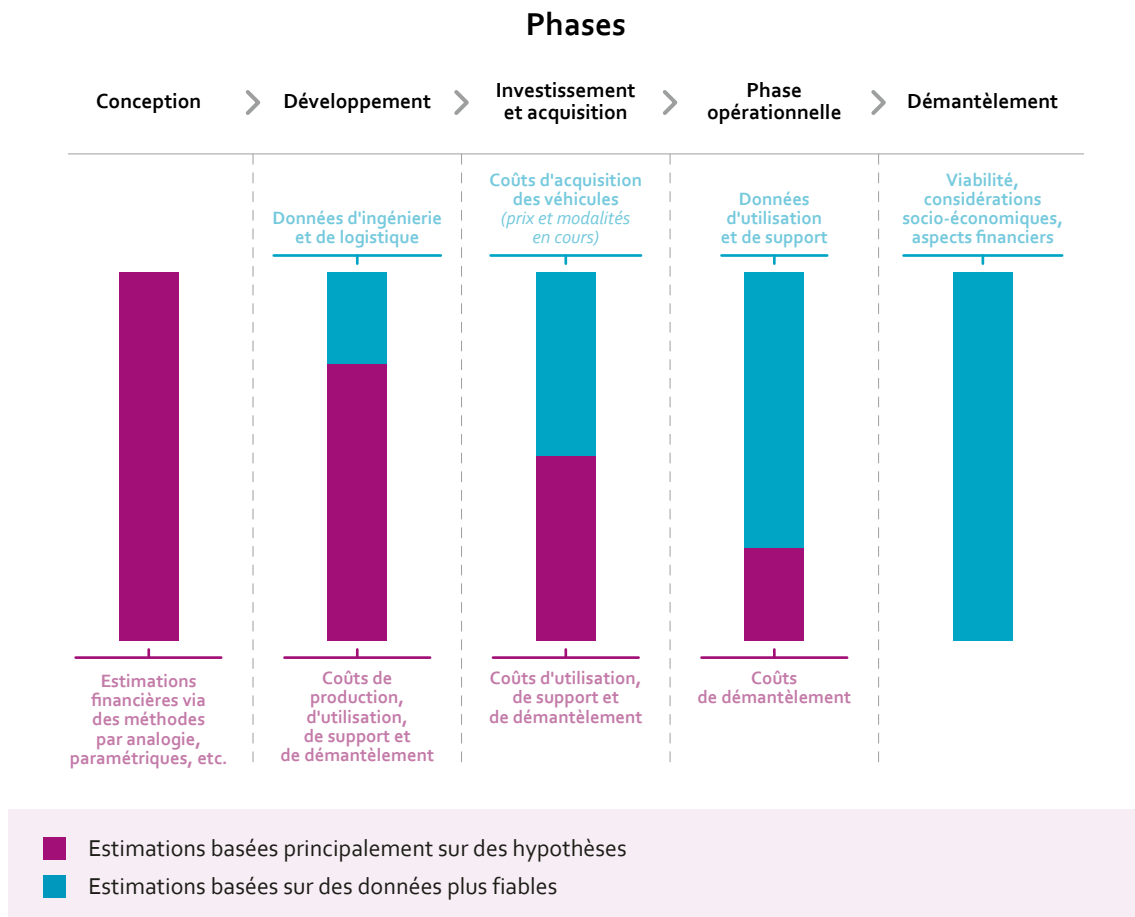 Phases
Conception
Développement
Investissement
et acquisition
Phase
opérationnelle
Démantèlement
Données d'ingénierie
et de logistique
Coûts d'acquisition
des véhicules
(prix et modalités
en cours)
Données
d'utilisation
et de support
Viabilité,
considérations
socio-économiques,
aspects financiers
Estimations
financières via
des méthodes
par analogie,
paramétriques, etc.
Coûts de
production,
d'utilisation,
de support et
de démantèlement
Coûts d'utilisation,
de support et
de démantèlement
Coûts
de démantèlement
Estimations basées principalement sur des hypothèses
Estimations basées sur des données plus fiables